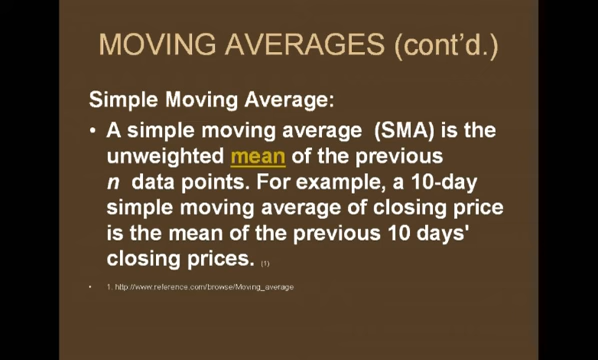 MOVING AVERAGES (cont'd.)
Simple Moving Average:
• A simple moving average (SMA) is the
unweighted mean of the previous
n data points. For example, a 10-day
simple moving average of closing price
is the mean of the previous 10 days'
closing prices. (1)
• 1. http://www.reference.com/browse/Moving_average